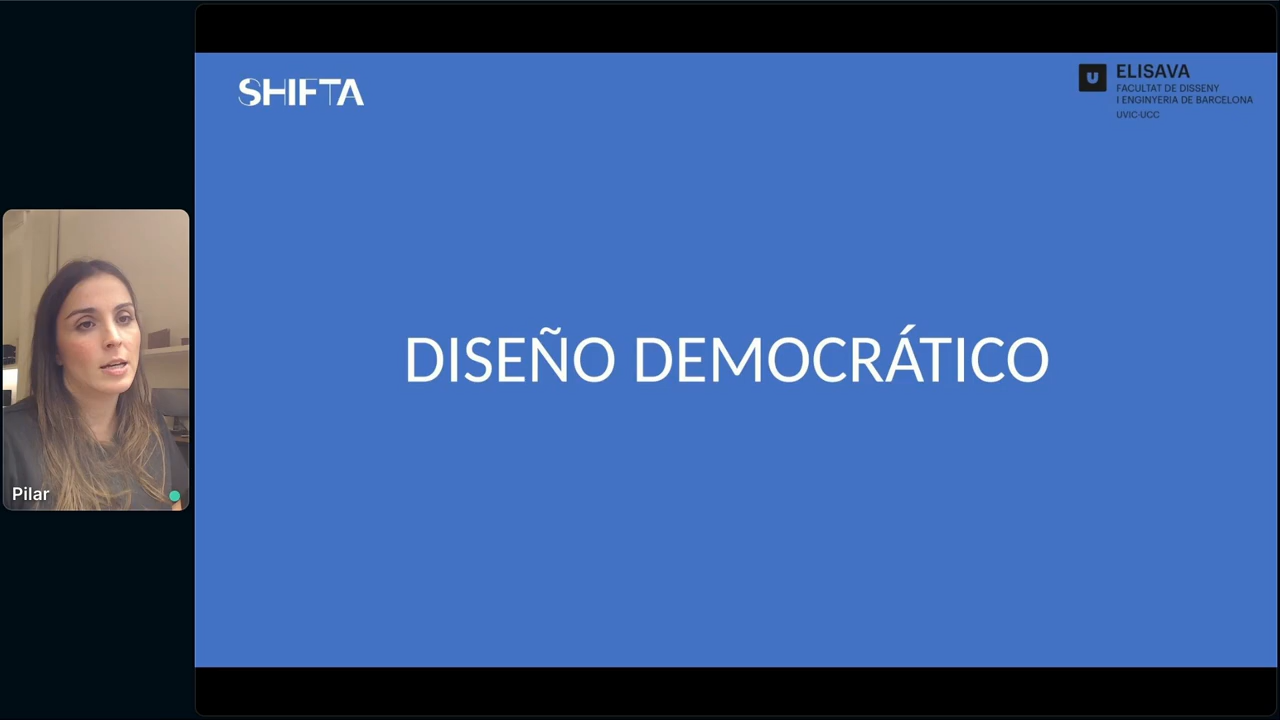 SHIFTA
ELISAVA
FACULTAT DE DISSENY
I ENGINYERIA DE BARCELONA
UVIC·UCC
DISEÑO DEMOCRÁTICO
Pilar